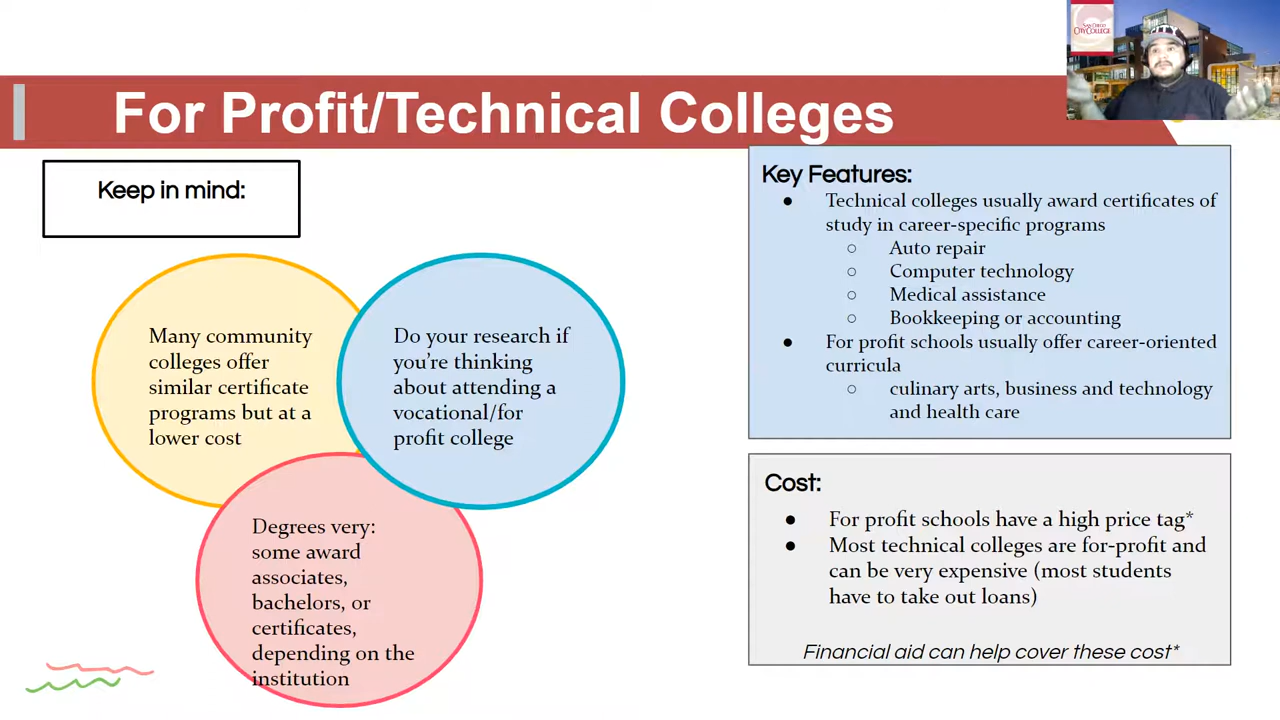 For Profit/Technical Colleges
SAN DIEGO
CITY COLLEGE
CITY
Keep in mind:
Many community
colleges offer
similar certificate
programs but at a
lower cost
Do your research if
you're thinking
about attending a
vocational/for
profit college
Degrees very:
some award
associates,
bachelors, or
certificates,
depending on the
institution
Key Features:
● Technical colleges usually award certificates of
study in career-specific programs
○ Auto repair
○ Computer technology
○ Medical assistance
○ Bookkeeping or accounting
● For profit schools usually offer career-oriented
curricula
○ culinary arts, business and technology
and health care
Cost:
● For profit schools have a high price tag*
● Most technical colleges are for-profit and
can be very expensive (most students
have to take out loans)
Financial aid can help cover these cost*